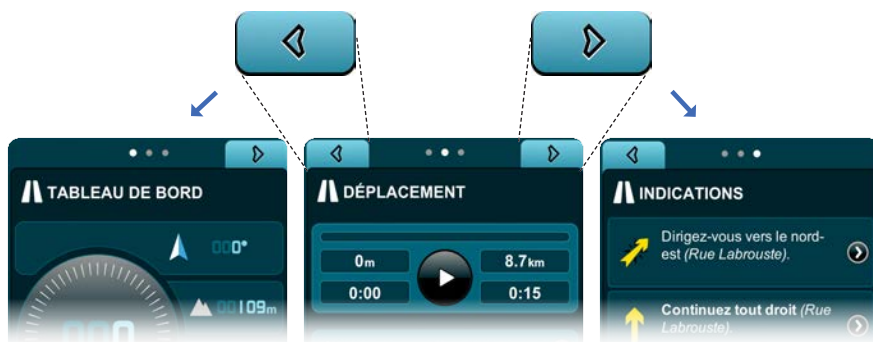 TABLEAU DE BORD
000°
00109m
000
DÉPLACEMENT
0m
8.7km
0:00
0:15
INDICATIONS
Dirigez-vous vers le nord-
est (Rue Labrouste).
Continuez tout droit (Rue
Labrouste).